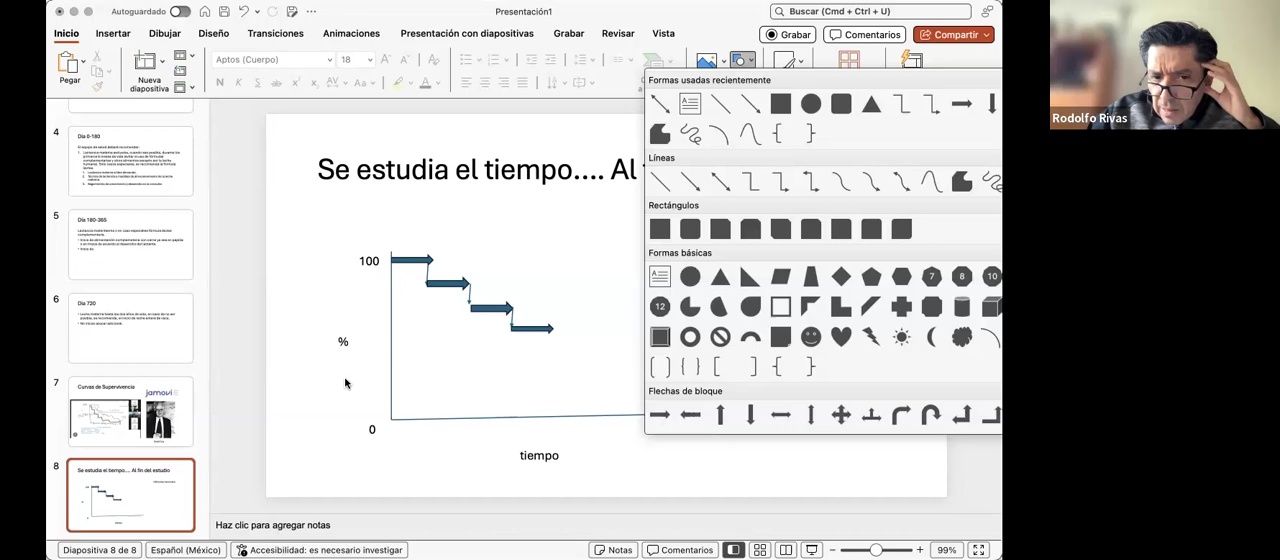 Autoguardado
Presentación1
Buscar (Cmd + Ctrl + U)
Inicio
Insertar
Dibujar
Diseño
Transiciones
Animaciones
Presentación con diapositivas
Grabar
Revisar
Vista
Grabar
Comentarios
Compartir
Pegar
Nueva
diapositiva
Aptos (Cuerpo)
18
Formas usadas recientemente
Líneas
Rectángulos
Formas básicas
7
8
10
12
Flechas de bloque
4
Día 0-180
5
Día 180-365
6
Día 720
7
Curvas de Supervivencia
jamovi
8
Se estudia el tiempo.... Al fin del estudio
Se estudia el tiempo.... Al
100
%
0
tiempo
Haz clic para agregar notas
Diapositiva 8 de 8
Español (México)
Accesibilidad: es necesario investigar
Notas
Comentarios
99%
Rodolfo Rivas